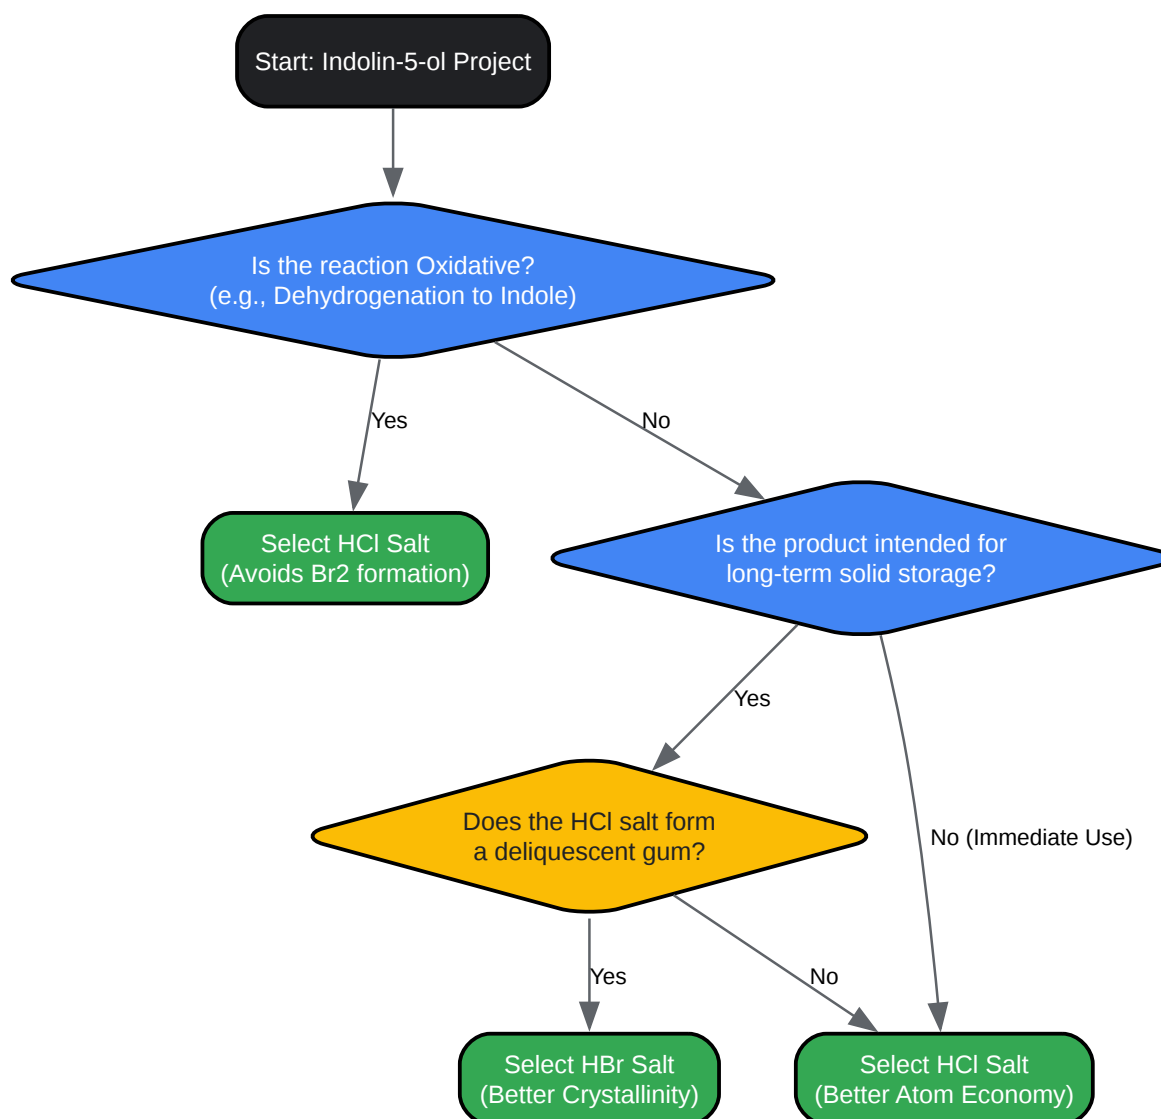 Start: Indolin-5-ol Project
Is the reaction Oxidative?
(e.g., Dehydrogenation to Indole)
Yes
No
Select HCl Salt
(Avoids Br2 formation)
Is the product intended for
long-term solid storage?
Yes
No (Immediate Use)
Does the HCl salt form
a deliquescent gum?
Yes
No
Select HBr Salt
(Better Crystallinity)
Select HCl Salt
(Better Atom Economy)